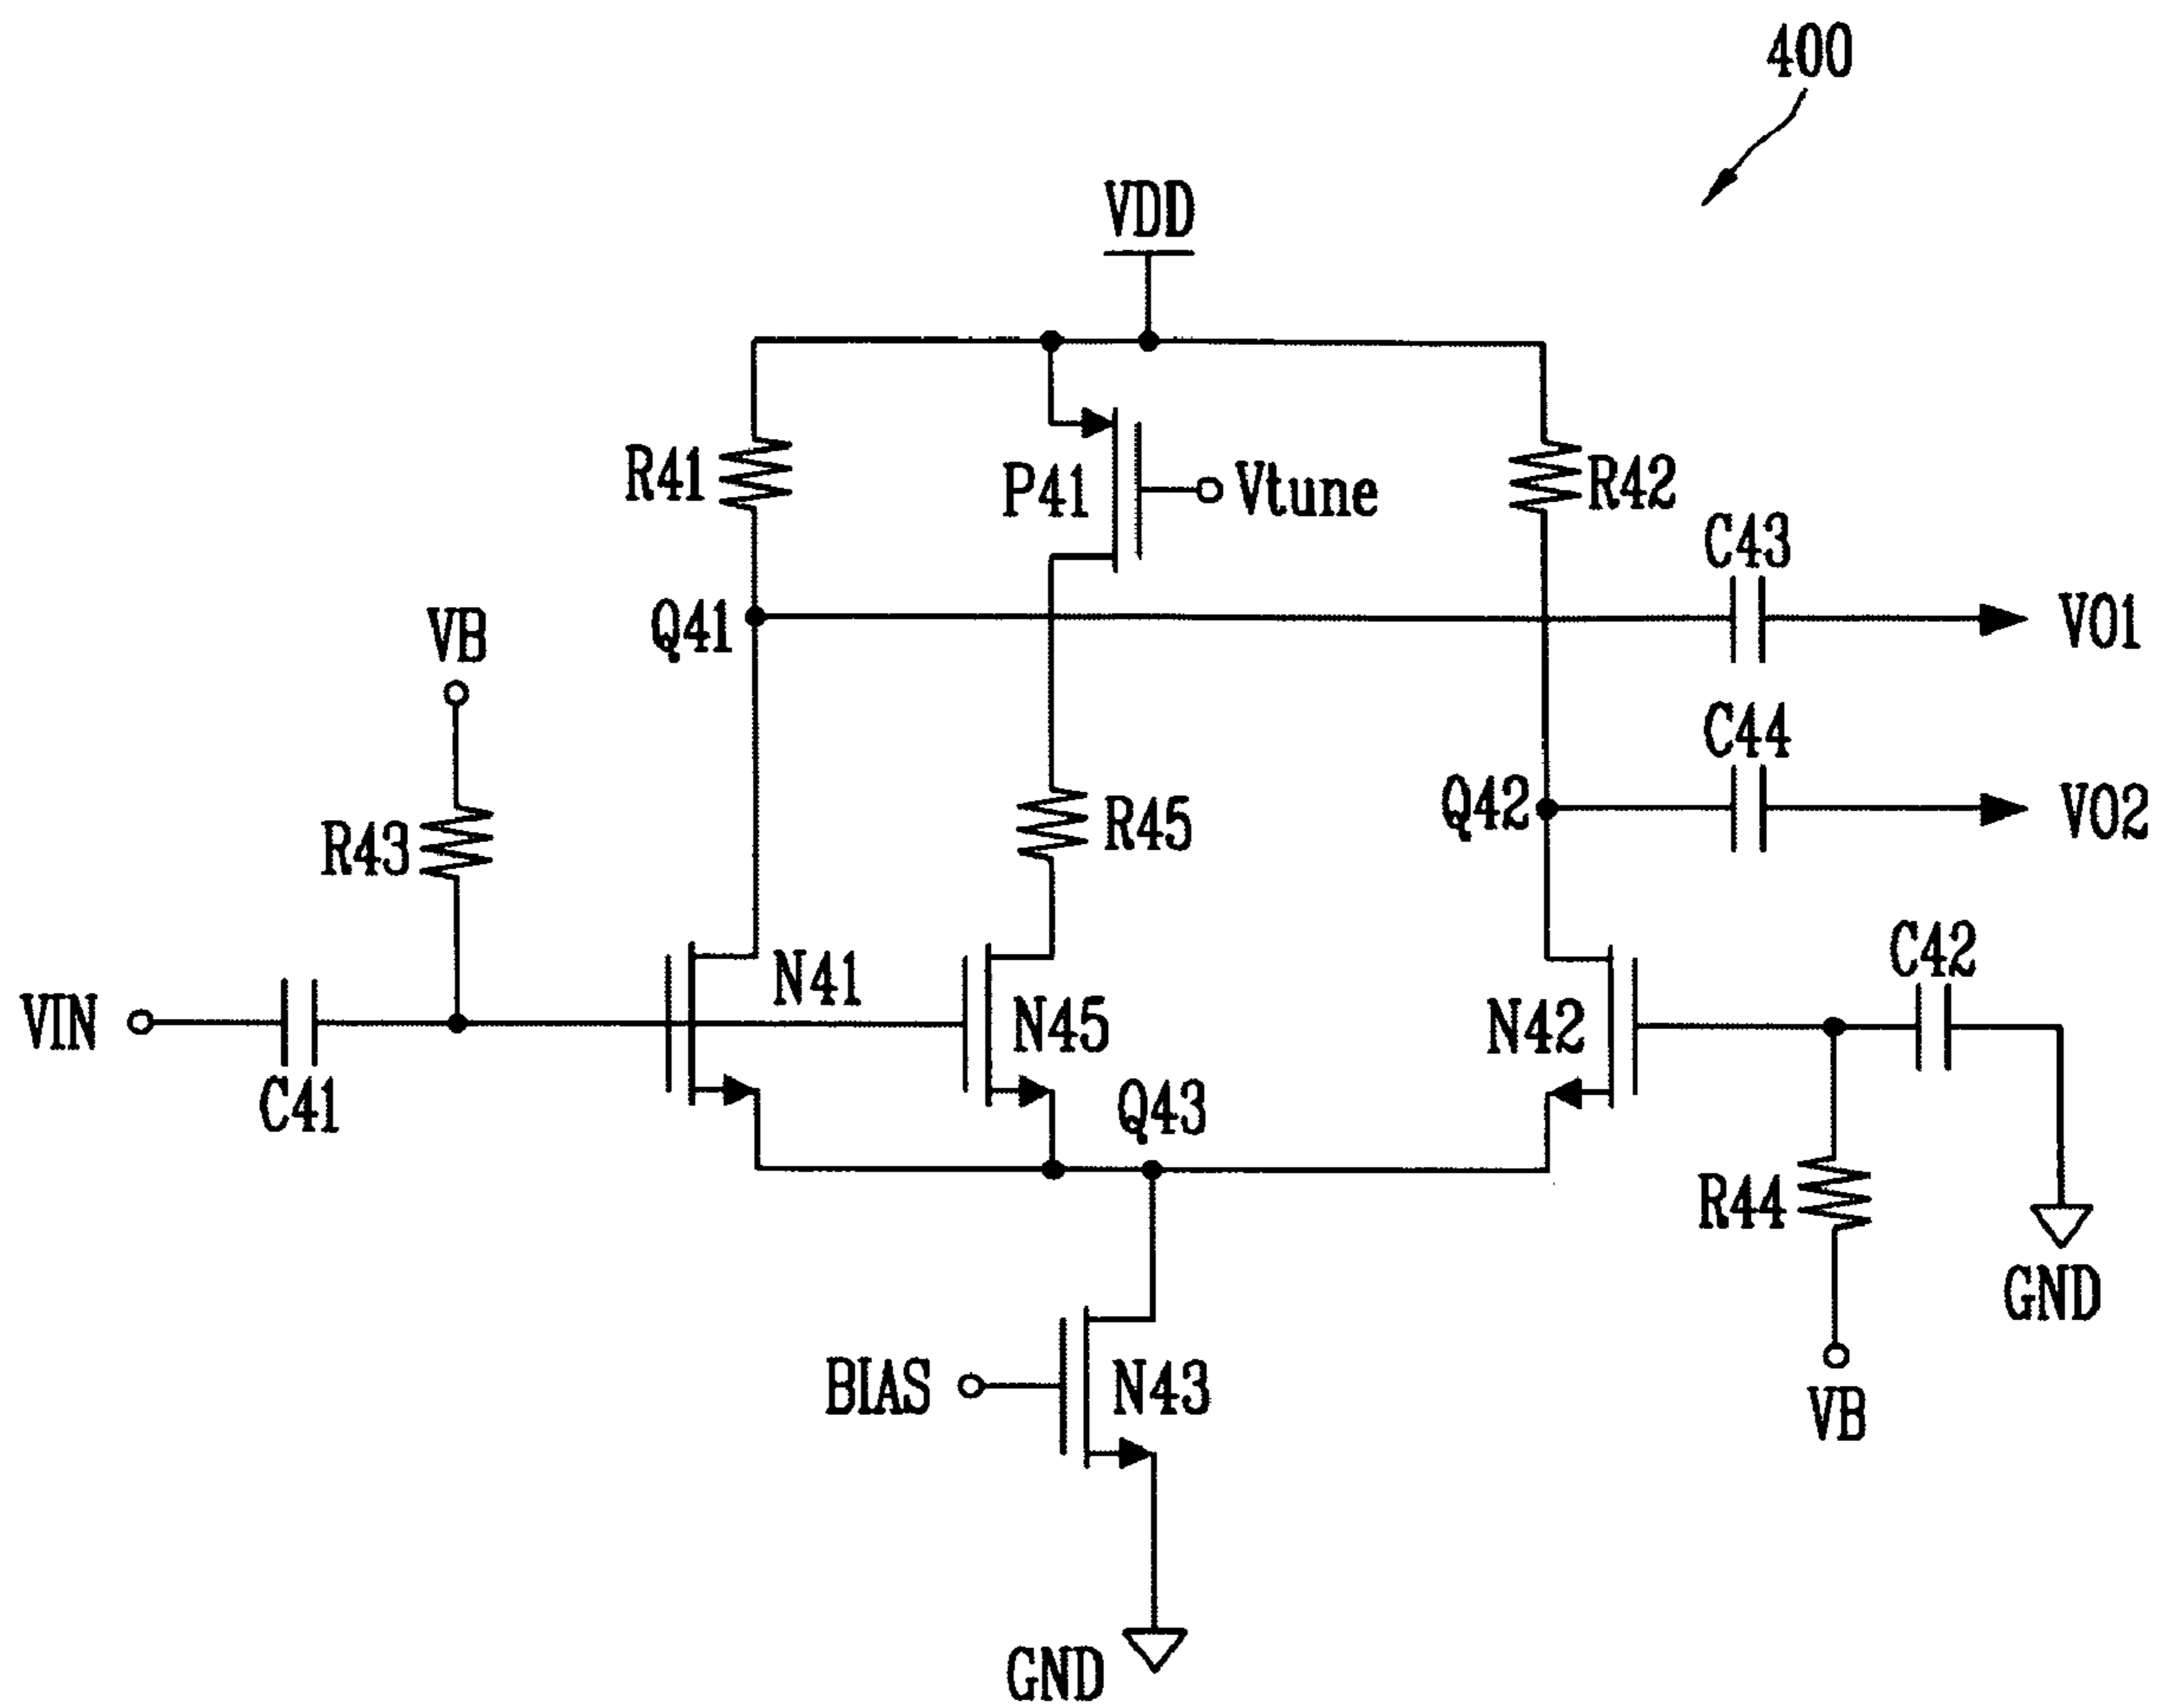 400
VDD
R41
P41
Vtune
R42
C43
VO1
Q41
VB
C44
VO2
Q42
R45
R43
C42
N41
N45
N42
VIN
C41
Q43
R44
GND
BIAS
N43
VB
GND